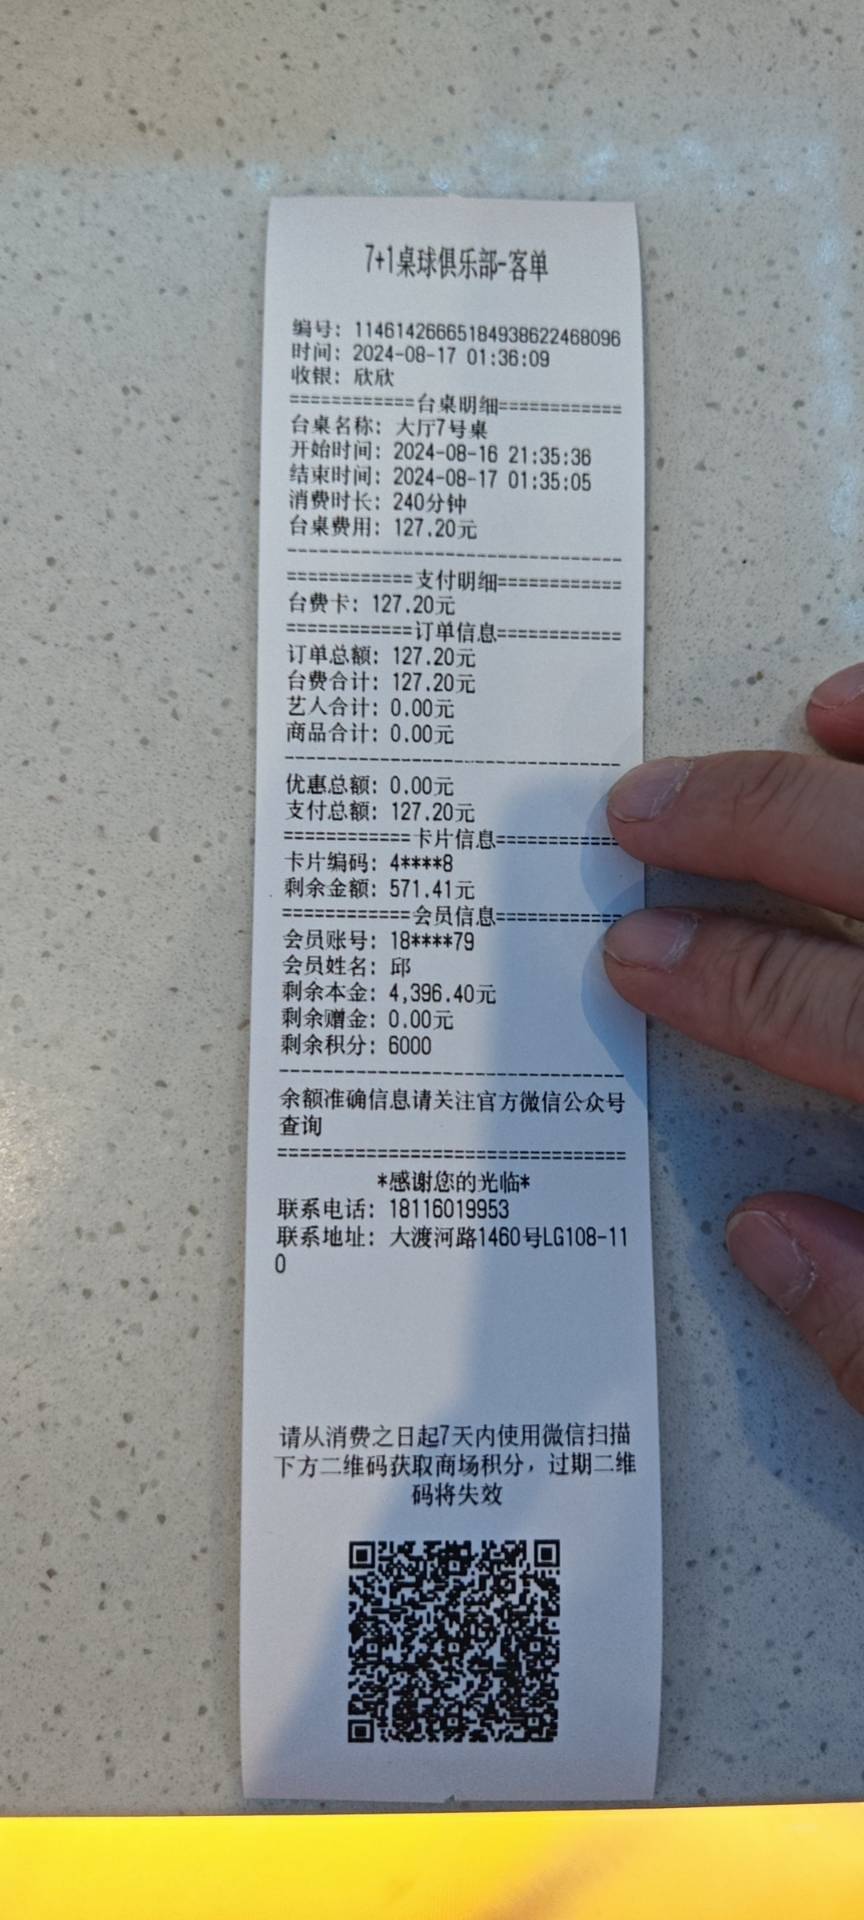 7+1桌球俱乐部-客单
编号: 1146142666518493862246​8096
时间: 2024-08-17 01:36:09
收银: 欣欣
============台桌明细============
台桌名称: 大厅7号桌
开始时间: 2024-08-16 21:35:36
结束时间: 2024-08-17 01:35:05
消费时长: 240分钟
台桌费用: 127.20元
--------------------------------
============支付明细============
台费卡: 127.20元
============订单信息============
订单总额: 127.20元
台费合计: 127.20元
艺人合计: 0.00元
商品合计: 0.00元
--------------------------------
优惠总额: 0.00元
支付总额: 127.20元
============卡片信息============
卡片编码: 4****8
剩余金额: 571.41元
============会员信息============
会员账号: 18****79
会员姓名: 邱
剩余本金: 4,396.40元
剩余赠金: 0.00元
剩余积分: 6000
--------------------------------
余额准确信息请关注官方微信公众号
查询
================================
*感谢您的光临*
联系电话: 18116019953
联系地址: 大渡河路1460号LG108-11
0
请从消费之日起7天内使用微信扫描
下方二维码获取商场积分，过期二维
码将失效